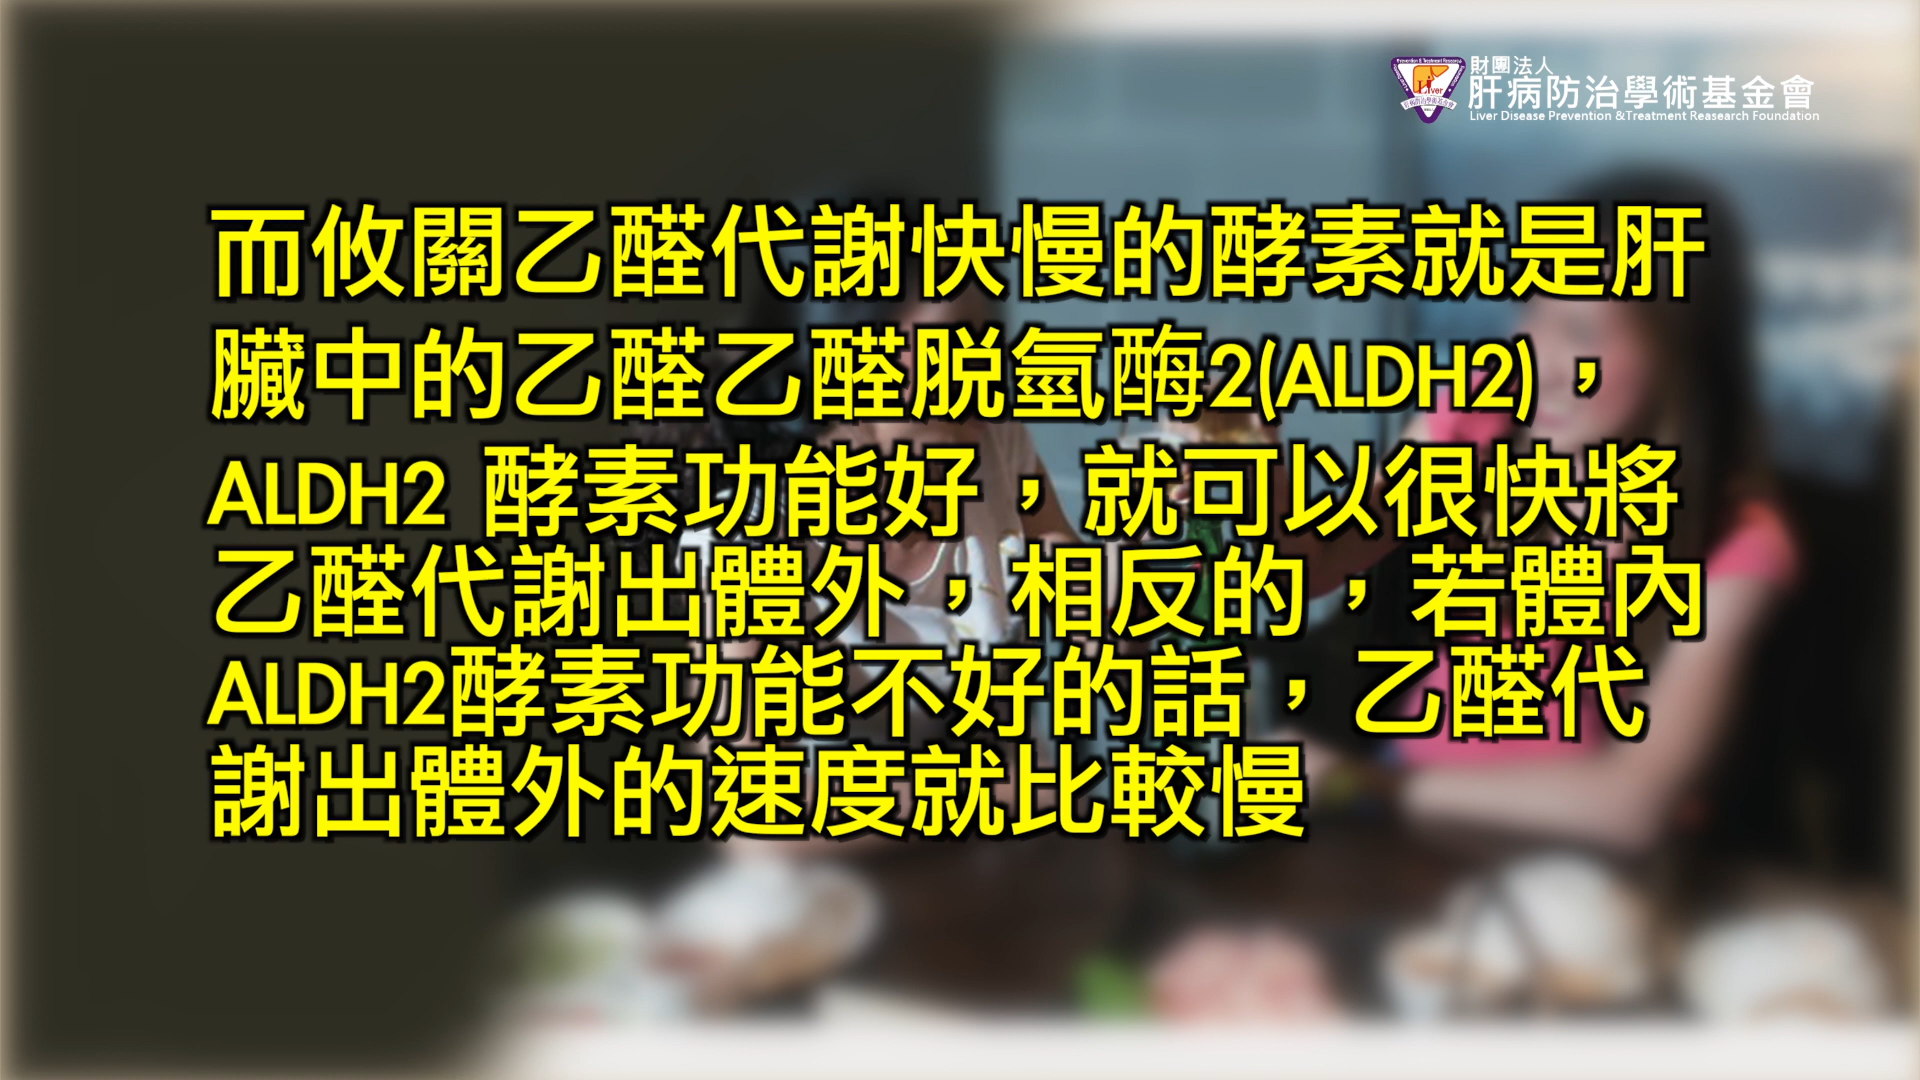 財團法人
肝病防治學術基金會
Liver Disease Prevention &Treatment Reasearch Foundation
而攸關乙醛代謝快慢的酵素就是肝
臟中的乙醛乙醛脫氫酶2(ALDH2)，
ALDH2 酵素功能好，就可以很快將
乙醛代謝出體外，相反的，若體內
ALDH2酵素功能不好的話，乙醛代
謝出體外的速度就比較慢